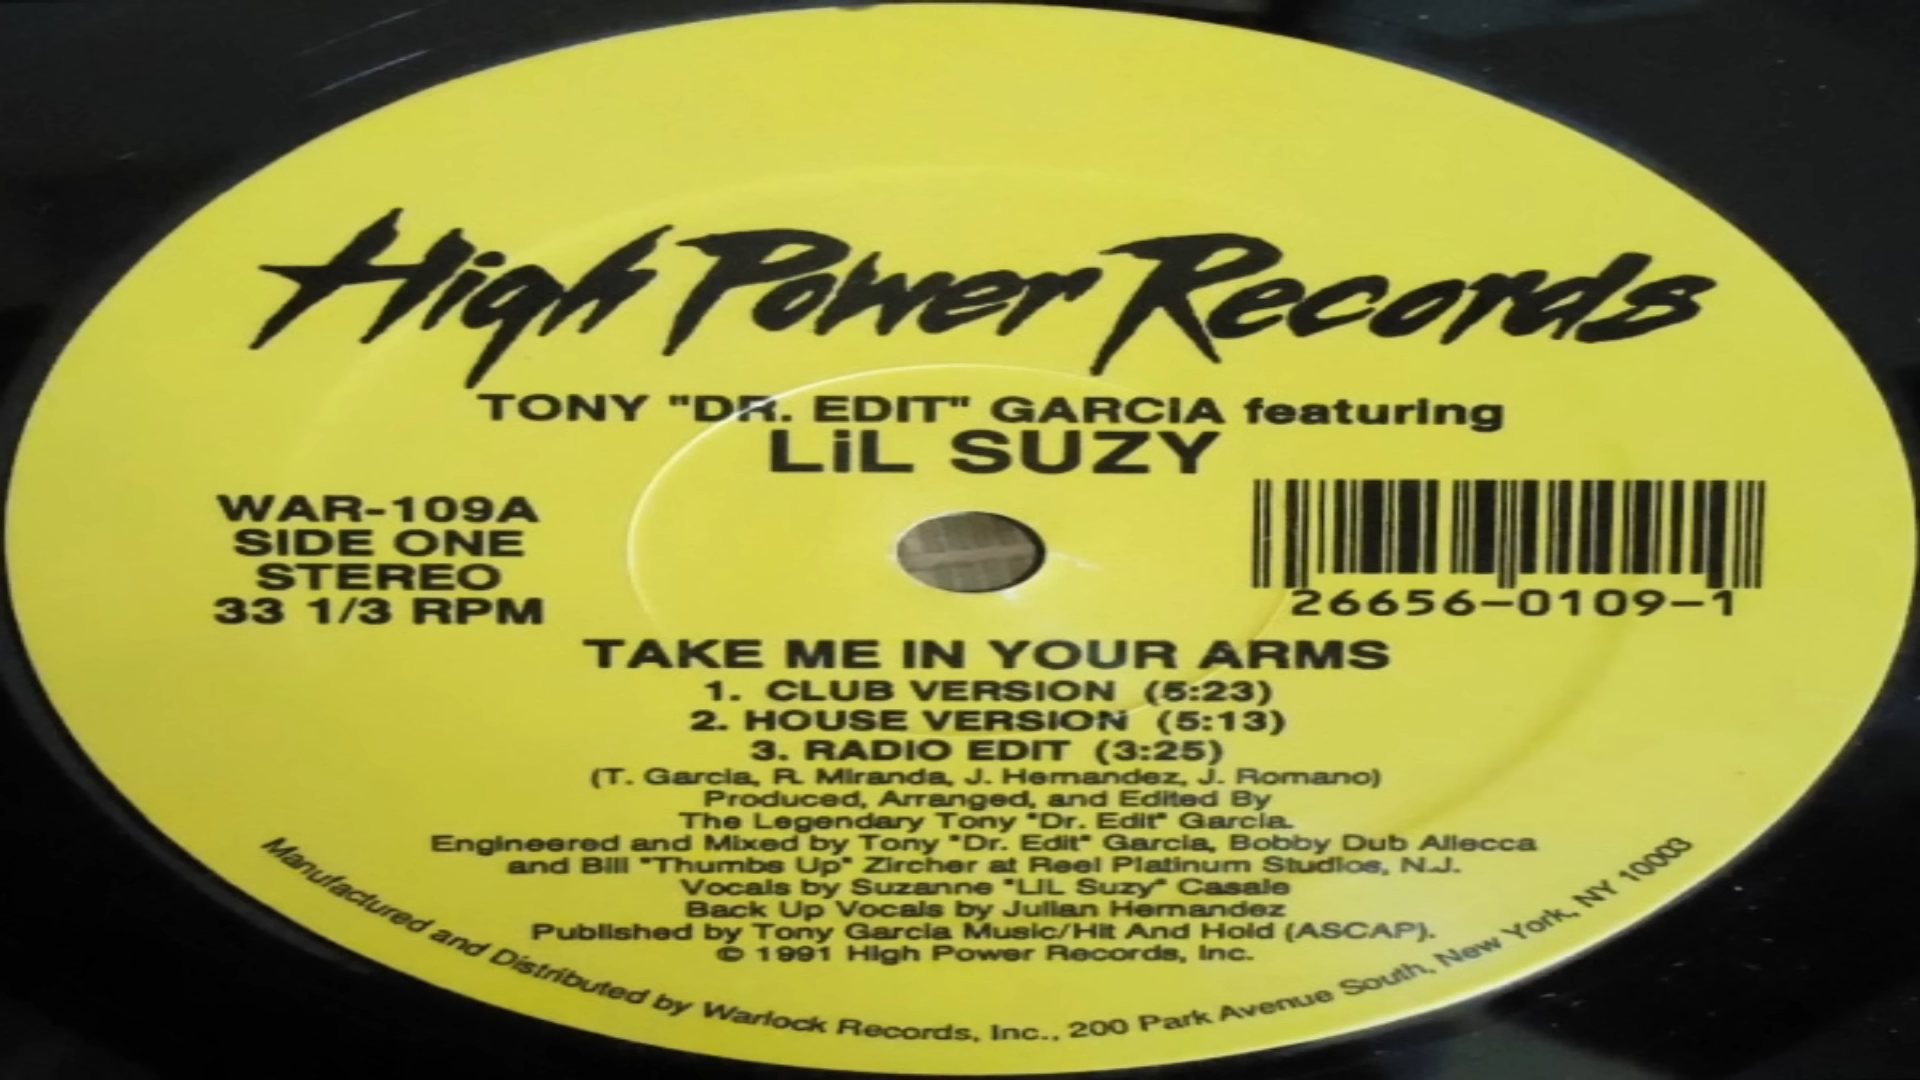 High Power Records
TONY "DR. EDIT" GARCIA featuring
LiL SUZY
WAR-109A
SIDE ONE
STEREO
33 1/3 RPM
26656-0109-1
TAKE ME IN YOUR ARMS
1. CLUB VERSION (5:23)
2. HOUSE VERSION (5:13)
3. RADIO EDIT (3:25)
(T. Garcia, R. Miranda, J. Hernandez, J. Romano)
Produced, Arranged, and Edited By
The Legendary Tony "Dr. Edit" Garcia.
Engineered and Mixed by Tony "Dr. Edit" Garcia, Bobby Dub Allecca
and Bill "Thumbs Up" Zircher at Reel Platinum Studios, N.J.
Vocals by Suzanne "LIL Suzy" Casale
Back Up Vocals by Julian Hernandez
Published by Tony Garcia Music/Hit And Hold (ASCAP).
© 1991 High Power Records, Inc.
Manufactured and Distributed by Warlock Records, Inc., 200 Park Avenue South, New York, NY 10003